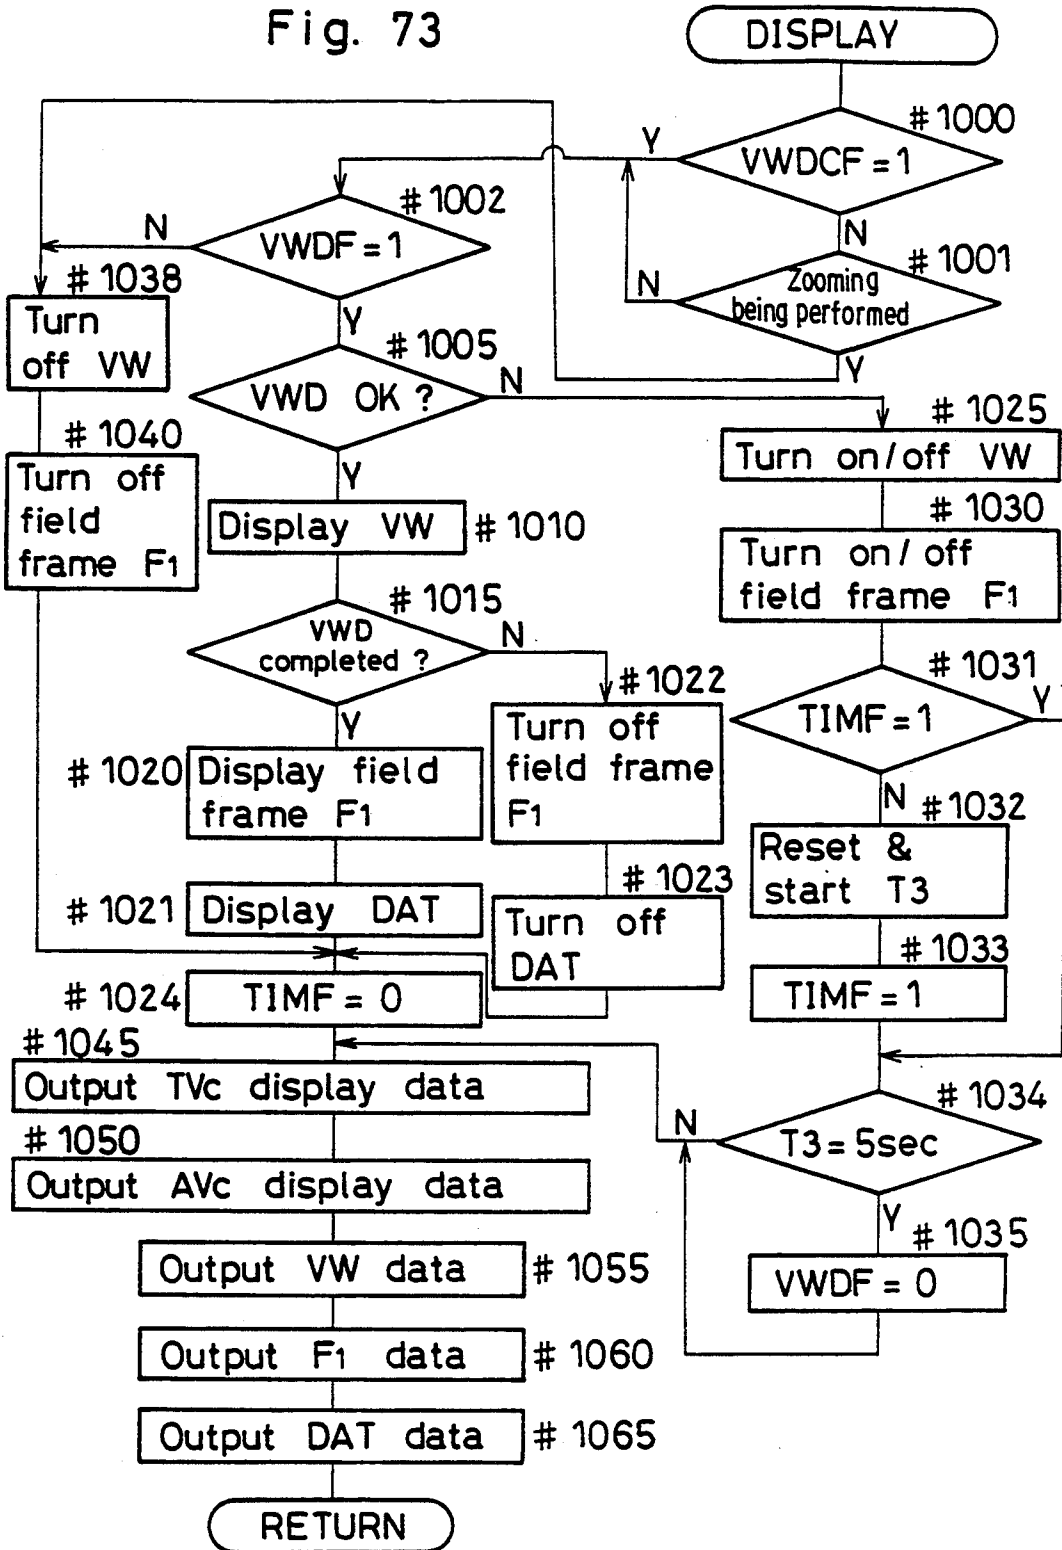 Fig. 73
DISPLAY
#1000
VWDCF = 1
Y
N
#1001
Zooming
being performed
N
Y
#1002
VWDF = 1
N
Y
#1038
Turn
off VW
#1040
Turn off
field
frame F1
#1005
VWD OK ?
N
Y
Display VW
#1010
#1015
VWD
completed ?
N
Y
#1020
Display field
frame F1
#1021
Display DAT
#1022
Turn off
field frame
F1
#1023
Turn off
DAT
#1024
TIMF = 0
#1025
Turn on/off VW
#1030
Turn on/off
field frame F1
#1031
TIMF = 1
Y
N
#1032
Reset &
start T3
#1033
TIMF = 1
#1034
T3 = 5sec
N
Y
#1035
VWDF = 0
#1045
Output TVc display data
#1050
Output AVc display data
Output VW data
#1055
Output F1 data
#1060
Output DAT data
#1065
RETURN